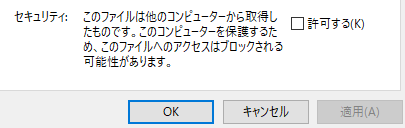 セキュリティ: このファイルは他のコンピューターから取得し
たものです。このコンピューターを保護するた
め、このファイルへのアクセスはブロックされる
可能性があります。
許可する(K)
OK キャンセル 適用(A)